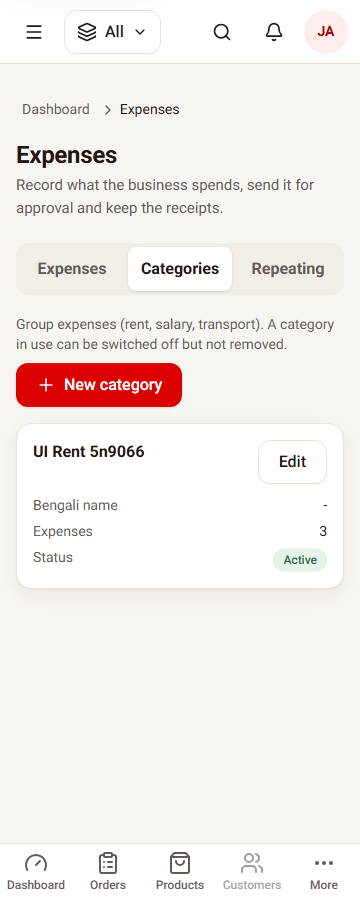 All
JA
Dashboard > Expenses
Expenses
Record what the business spends, send it for
approval and keep the receipts.
Expenses Categories Repeating
Group expenses (rent, salary, transport). A category
in use can be switched off but not removed.
+ New category
UI Rent 5n9066
Edit
Bengali name -
Expenses 3
Status Active
Dashboard Orders Products Customers More